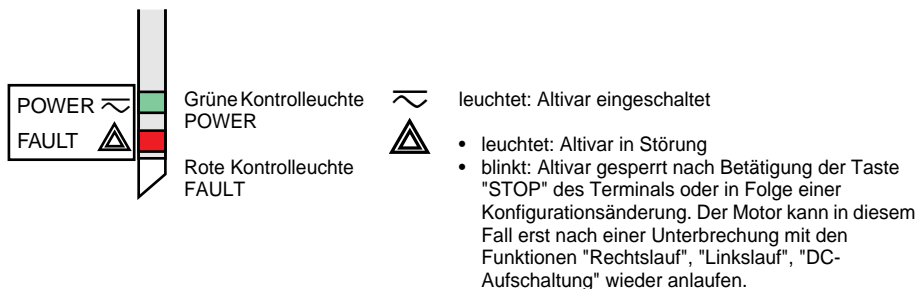 POWER
FAULT
Grüne Kontrolleuchte
POWER
Rote Kontrolleuchte
FAULT
leuchtet: Altivar eingeschaltet
• leuchtet: Altivar in Störung
• blinkt: Altivar gesperrt nach Betätigung der Taste
"STOP" des Terminals oder in Folge einer
Konfigurationsänderung. Der Motor kann in diesem
Fall erst nach einer Unterbrechung mit den
Funktionen "Rechtslauf", "Linkslauf", "DC-
Aufschaltung" wieder anlaufen.